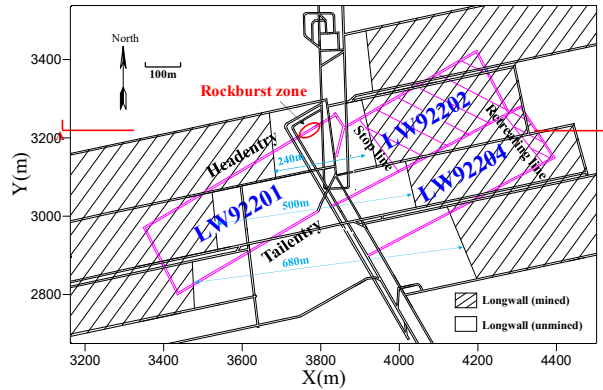 North
100m
Rockburst zone
Headentry
Stop line
LW92202
Retreating line
240m
LW92204
LW92201
500m
Tailentry
680m
Longwall (mined)
Longwall (unmined)
Y(m)
3400
3200
3000
2800
3200 3400 3600 3800 4000 4200 4400
X(m)